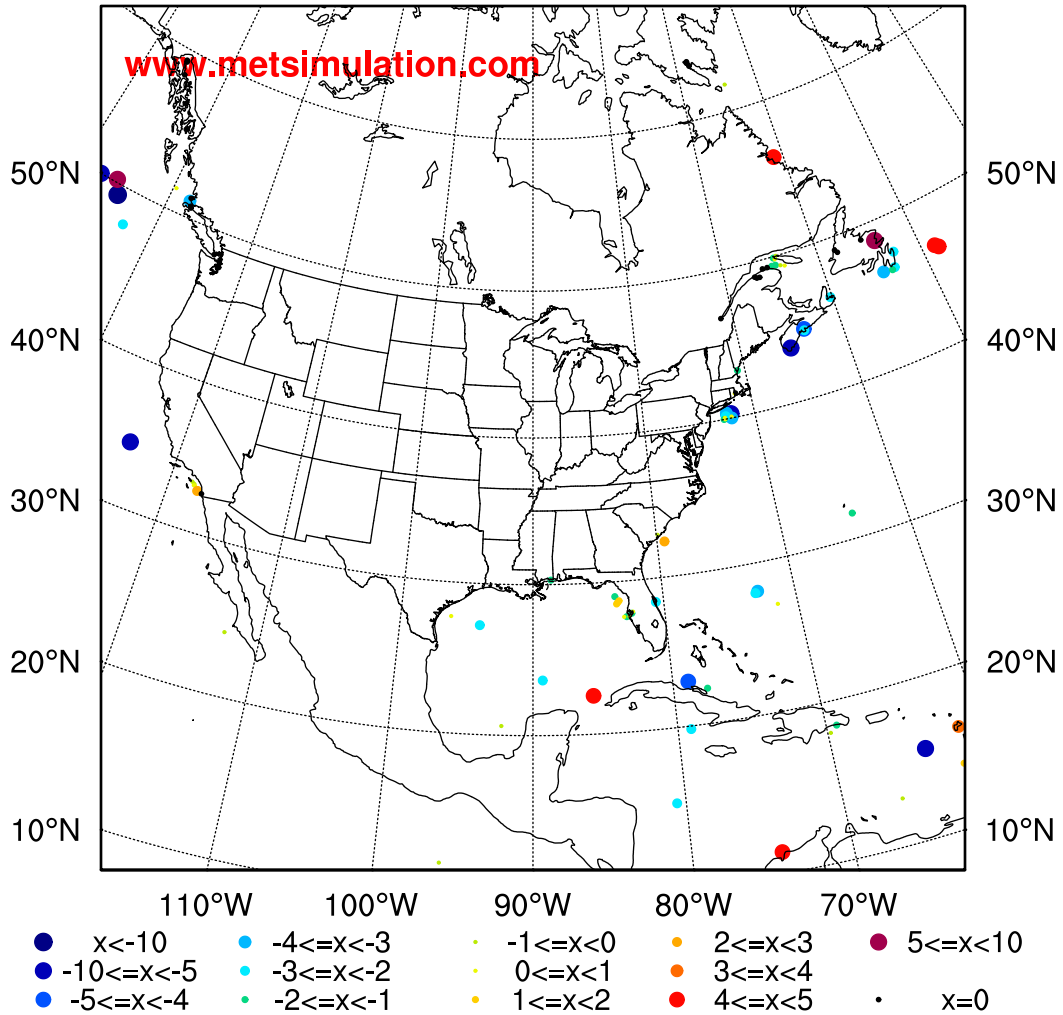 www.metsimulation.com
50°N 50°N
40°N 40°N
30°N 30°N
20°N 20°N
10°N 10°N
110°W 100°W 90°W 80°W 70°W
x<-10 -4<=x<-3 -1<=x<0 2<=x<3 5<=x<10
-10<=x<-5 -3<=x<-2 0<=x<1 3<=x<4
-5<=x<-4 -2<=x<-1 1<=x<2 4<=x<5 x=0